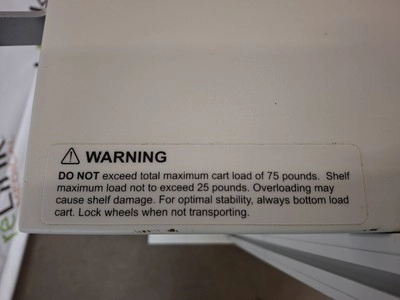 WARNING
DO NOT exceed total maximum cart load of 75 pounds. Shelf
maximum load not to exceed 25 pounds. Overloading may
cause shelf damage. For optimal stability, always bottom load
cart. Lock wheels when not transporting.
reLink